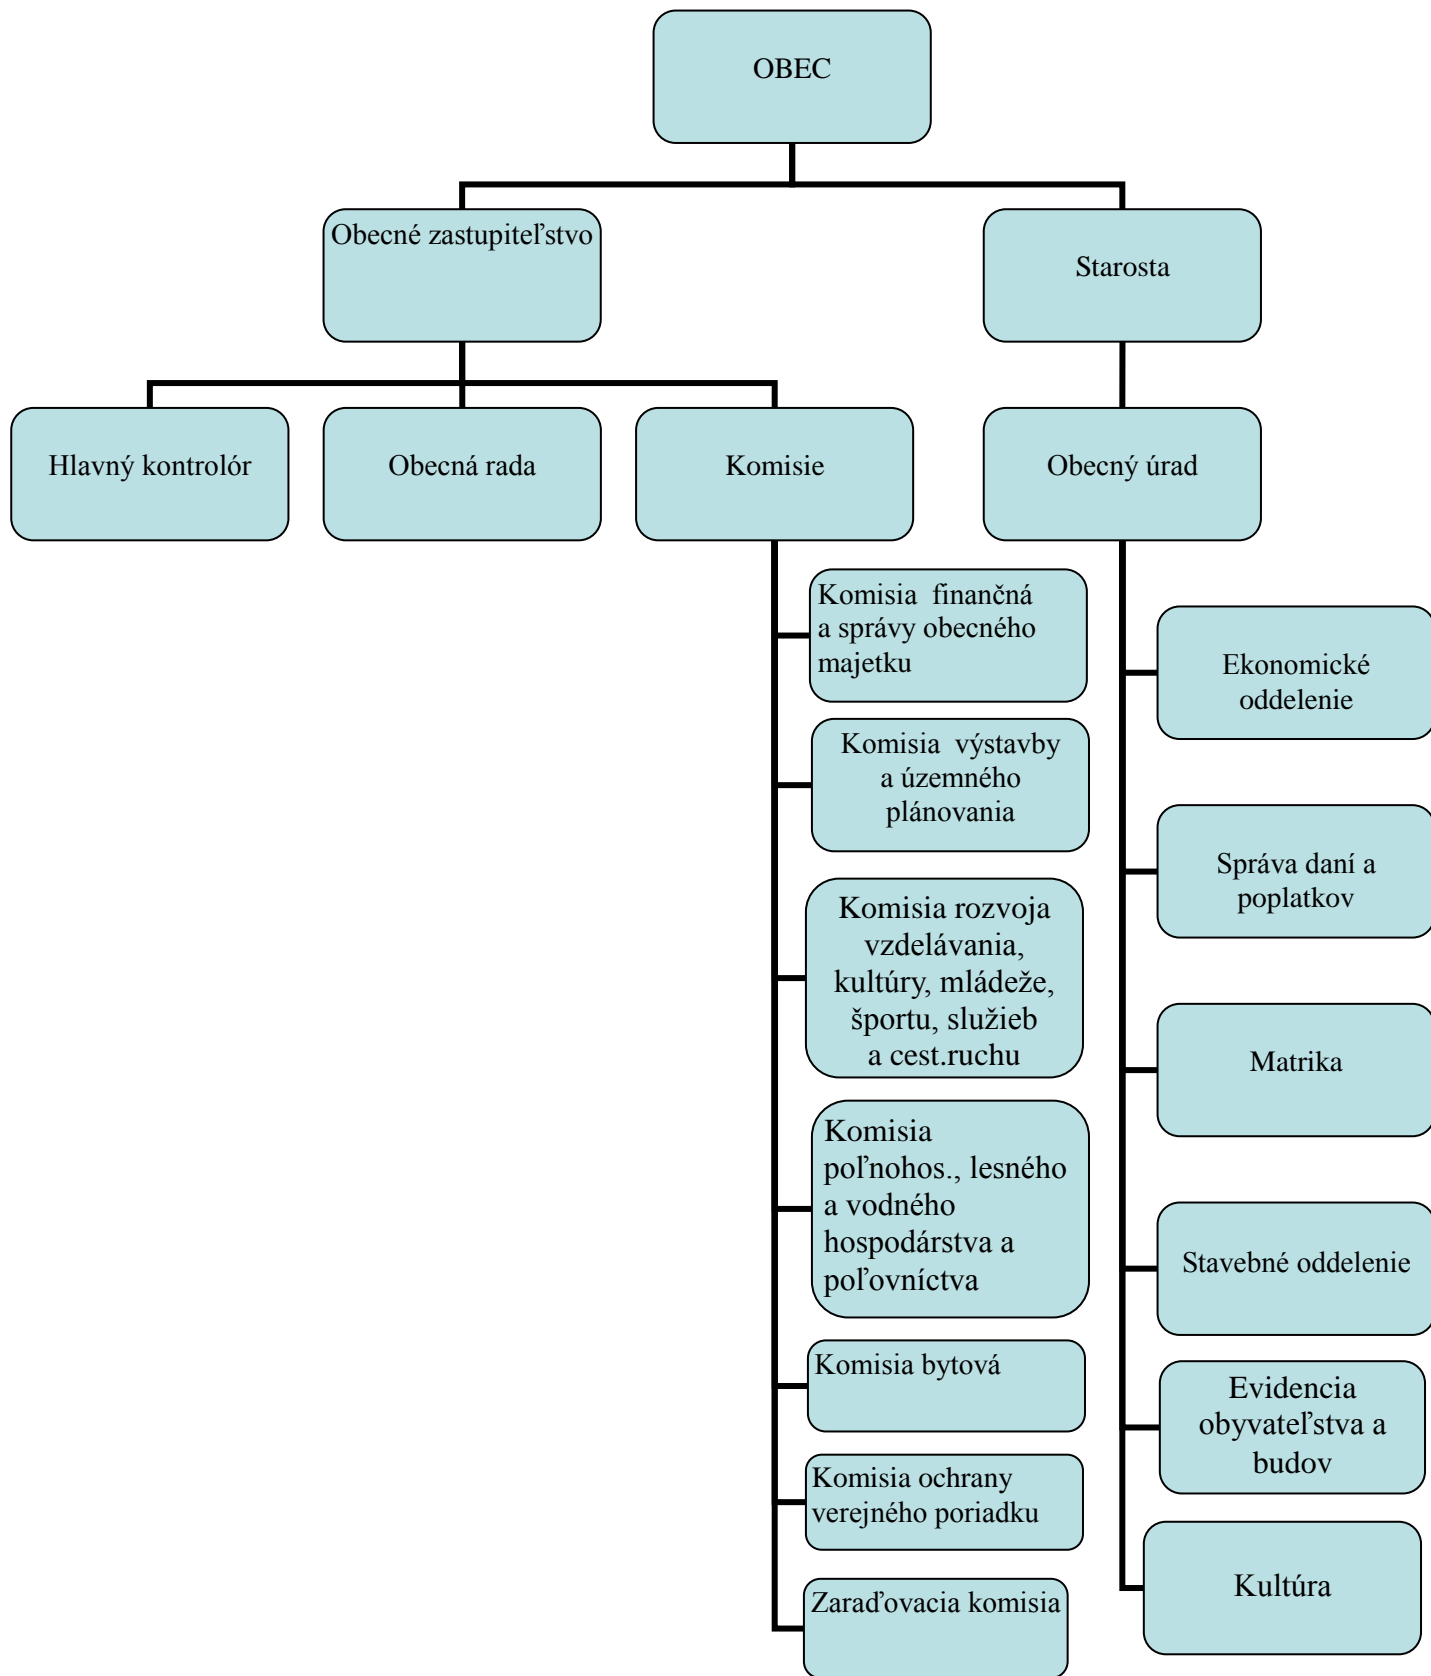 OBEC
Obecné zastupiteľstvo
Starosta
Hlavný kontrolór
Obecná rada
Komisie
Obecný úrad
Komisia  finančná
a správy obecného
majetku
Komisia  výstavby
a územného
plánovania
Komisia rozvoja
vzdelávania,
kultúry, mládeže,
športu, služieb
a cest.ruchu
Komisia
poľnohos., lesného
a vodného
hospodárstva a
poľovníctva
Komisia bytová
Komisia ochrany
verejného poriadku
Zaraďovacia komisia
Ekonomické
oddelenie
Správa daní a
poplatkov
Matrika
Stavebné oddelenie
Evidencia
obyvateľstva a
budov
Kultúra